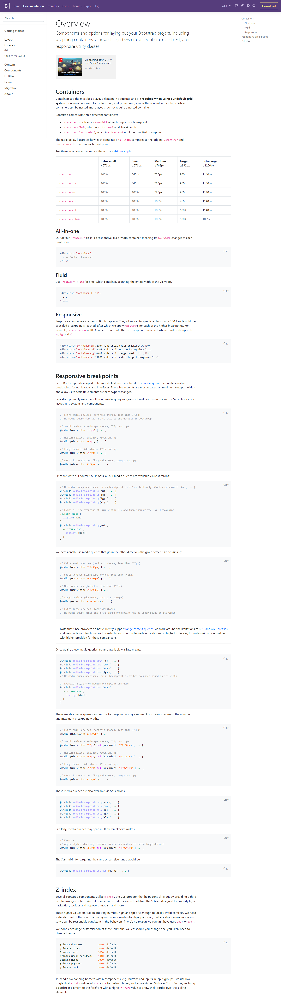 B Home Documentation Examples Icons Themes Expo Blog v4.4 Download
Search...
Getting started
Layout
Overview
Grid
Utilities for layout
Content
Components
Utilities
Extend
Migration
About
Containers
All-in-one
Fluid
Responsive
Responsive breakpoints
Z-index
Overview
Components and options for laying out your Bootstrap project, including
wrapping containers, a powerful grid system, a flexible media object, and
responsive utility classes.
Make it with Adobe Stock.
Get 10 free images.
Limited time offer: Get 10
free Adobe Stock images.
ads via Carbon
Containers
Containers are the most basic layout element in Bootstrap and are required when using our default grid
system. Containers are used to contain, pad, and (sometimes) center the content within them. While
containers can be nested, most layouts do not require a nested container.
Bootstrap comes with three different containers:
• .container, which sets a max-width at each responsive breakpoint
• .container-fluid, which is width: 100% at all breakpoints
• .container-{breakpoint}, which is width: 100% until the specified breakpoint
The table below illustrates how each container's max-width compares to the original .container and
.container-fluid across each breakpoint.
See them in action and compare them in our Grid example.
Extra small Small Medium Large Extra large
<576px ≥576px ≥768px ≥992px ≥1200px
.container 100% 540px 720px 960px 1140px
.container-sm 100% 540px 720px 960px 1140px
.container-md 100% 100% 720px 960px 1140px
.container-lg 100% 100% 100% 960px 1140px
.container-xl 100% 100% 100% 100% 1140px
.container-fluid 100% 100% 100% 100% 100%
All-in-one
Our default .container class is a responsive, fixed-width container, meaning its max-width changes at each
breakpoint.
Copy
<div class="container">
  <!-- Content here -->
</div>
Fluid
Use .container-fluid for a full width container, spanning the entire width of the viewport.
Copy
<div class="container-fluid">
  ...
</div>
Responsive
Responsive containers are new in Bootstrap v4.4. They allow you to specify a class that is 100% wide until the
specified breakpoint is reached, after which we apply max-widths for each of the higher breakpoints. For
example, .container-sm is 100% wide to start until the sm breakpoint is reached, where it will scale up with
md, lg, and xl.
Copy
<div class="container-sm">100% wide until small breakpoint</div>
<div class="container-md">100% wide until medium breakpoint</div>
<div class="container-lg">100% wide until large breakpoint</div>
<div class="container-xl">100% wide until extra large breakpoint</div>
Responsive breakpoints
Since Bootstrap is developed to be mobile first, we use a handful of media queries to create sensible
breakpoints for our layouts and interfaces. These breakpoints are mostly based on minimum viewport widths
and allow us to scale up elements as the viewport changes.
Bootstrap primarily uses the following media query ranges—or breakpoints—in our source Sass files for our
layout, grid system, and components.
Copy
// Extra small devices (portrait phones, less than 576px)
// No media query for `xs` since this is the default in Bootstrap
// Small devices (landscape phones, 576px and up)
@media (min-width: 576px) { ... }
// Medium devices (tablets, 768px and up)
@media (min-width: 768px) { ... }
// Large devices (desktops, 992px and up)
@media (min-width: 992px) { ... }
// Extra large devices (large desktops, 1200px and up)
@media (min-width: 1200px) { ... }
Since we write our source CSS in Sass, all our media queries are available via Sass mixins:
Copy
// No media query necessary for xs breakpoint as it's effectively `@media (min-width: 0) { ... }`
@include media-breakpoint-up(sm) { ... }
@include media-breakpoint-up(md) { ... }
@include media-breakpoint-up(lg) { ... }
@include media-breakpoint-up(xl) { ... }
// Example: Hide starting at `min-width: 0`, and then show at the `sm` breakpoint
.custom-class {
  display: none;
}
@include media-breakpoint-up(sm) {
  .custom-class {
    display: block;
  }
}
We occasionally use media queries that go in the other direction (the given screen size or smaller):
Copy
// Extra small devices (portrait phones, less than 576px)
@media (max-width: 575.98px) { ... }
// Small devices (landscape phones, less than 768px)
@media (max-width: 767.98px) { ... }
// Medium devices (tablets, less than 992px)
@media (max-width: 991.98px) { ... }
// Large devices (desktops, less than 1200px)
@media (max-width: 1199.98px) { ... }
// Extra large devices (large desktops)
// No media query since the extra-large breakpoint has no upper bound on its width
Note that since browsers do not currently support range context queries, we work around the limitations of min- and max- prefixes
and viewports with fractional widths (which can occur under certain conditions on high-dpi devices, for instance) by using values
with higher precision for these comparisons.
Once again, these media queries are also available via Sass mixins:
Copy
@include media-breakpoint-down(xs) { ... }
@include media-breakpoint-down(sm) { ... }
@include media-breakpoint-down(md) { ... }
@include media-breakpoint-down(lg) { ... }
// No media query necessary for xl breakpoint as it has no upper bound on its width
// Example: Style from medium breakpoint and down
@include media-breakpoint-down(md) {
  .custom-class {
    display: block;
  }
}
There are also media queries and mixins for targeting a single segment of screen sizes using the minimum
and maximum breakpoint widths.
Copy
// Extra small devices (portrait phones, less than 576px)
@media (max-width: 575.98px) { ... }
// Small devices (landscape phones, 576px and up)
@media (min-width: 576px) and (max-width: 767.98px) { ... }
// Medium devices (tablets, 768px and up)
@media (min-width: 768px) and (max-width: 991.98px) { ... }
// Large devices (desktops, 992px and up)
@media (min-width: 992px) and (max-width: 1199.98px) { ... }
// Extra large devices (large desktops, 1200px and up)
@media (min-width: 1200px) { ... }
These media queries are also available via Sass mixins:
Copy
@include media-breakpoint-only(xs) { ... }
@include media-breakpoint-only(sm) { ... }
@include media-breakpoint-only(md) { ... }
@include media-breakpoint-only(lg) { ... }
@include media-breakpoint-only(xl) { ... }
Similarly, media queries may span multiple breakpoint widths:
Copy
// Example
// Apply styles starting from medium devices and up to extra large devices
@media (min-width: 768px) and (max-width: 1199.98px) { ... }
The Sass mixin for targeting the same screen size range would be:
Copy
@include media-breakpoint-between(md, xl) { ... }
Z-index
Several Bootstrap components utilize z-index, the CSS property that helps control layout by providing a third
axis to arrange content. We utilize a default z-index scale in Bootstrap that's been designed to properly layer
navigation, tooltips and popovers, modals, and more.
These higher values start at an arbitrary number, high and specific enough to ideally avoid conflicts. We need
a standard set of these across our layered components—tooltips, popovers, navbars, dropdowns, modals—
so we can be reasonably consistent in the behaviors. There's no reason we couldn't have used 100+ or 500+.
We don't encourage customization of these individual values; should you change one, you likely need to
change them all.
Copy
$zindex-dropdown: 1000 !default;
$zindex-sticky: 1020 !default;
$zindex-fixed: 1030 !default;
$zindex-modal-backdrop: 1040 !default;
$zindex-modal: 1050 !default;
$zindex-popover: 1060 !default;
$zindex-tooltip: 1070 !default;
To handle overlapping borders within components (e.g., buttons and inputs in input groups), we use low
single digit z-index values of 1, 2, and 3 for default, hover, and active states. On hover/focus/active, we bring
a particular element to the forefront with a higher z-index value to show their border over the sibling
elements.